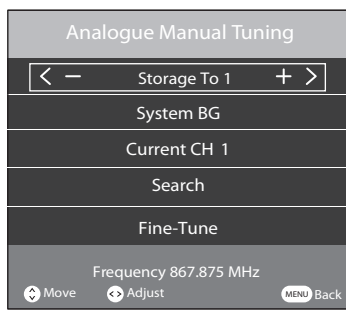 Analogue Manual Tuning
< − Storage To 1 + >
System BG
Current CH 1
Search
Fine-Tune
Frequency 867.875 MHz
Move Adjust MENU Back